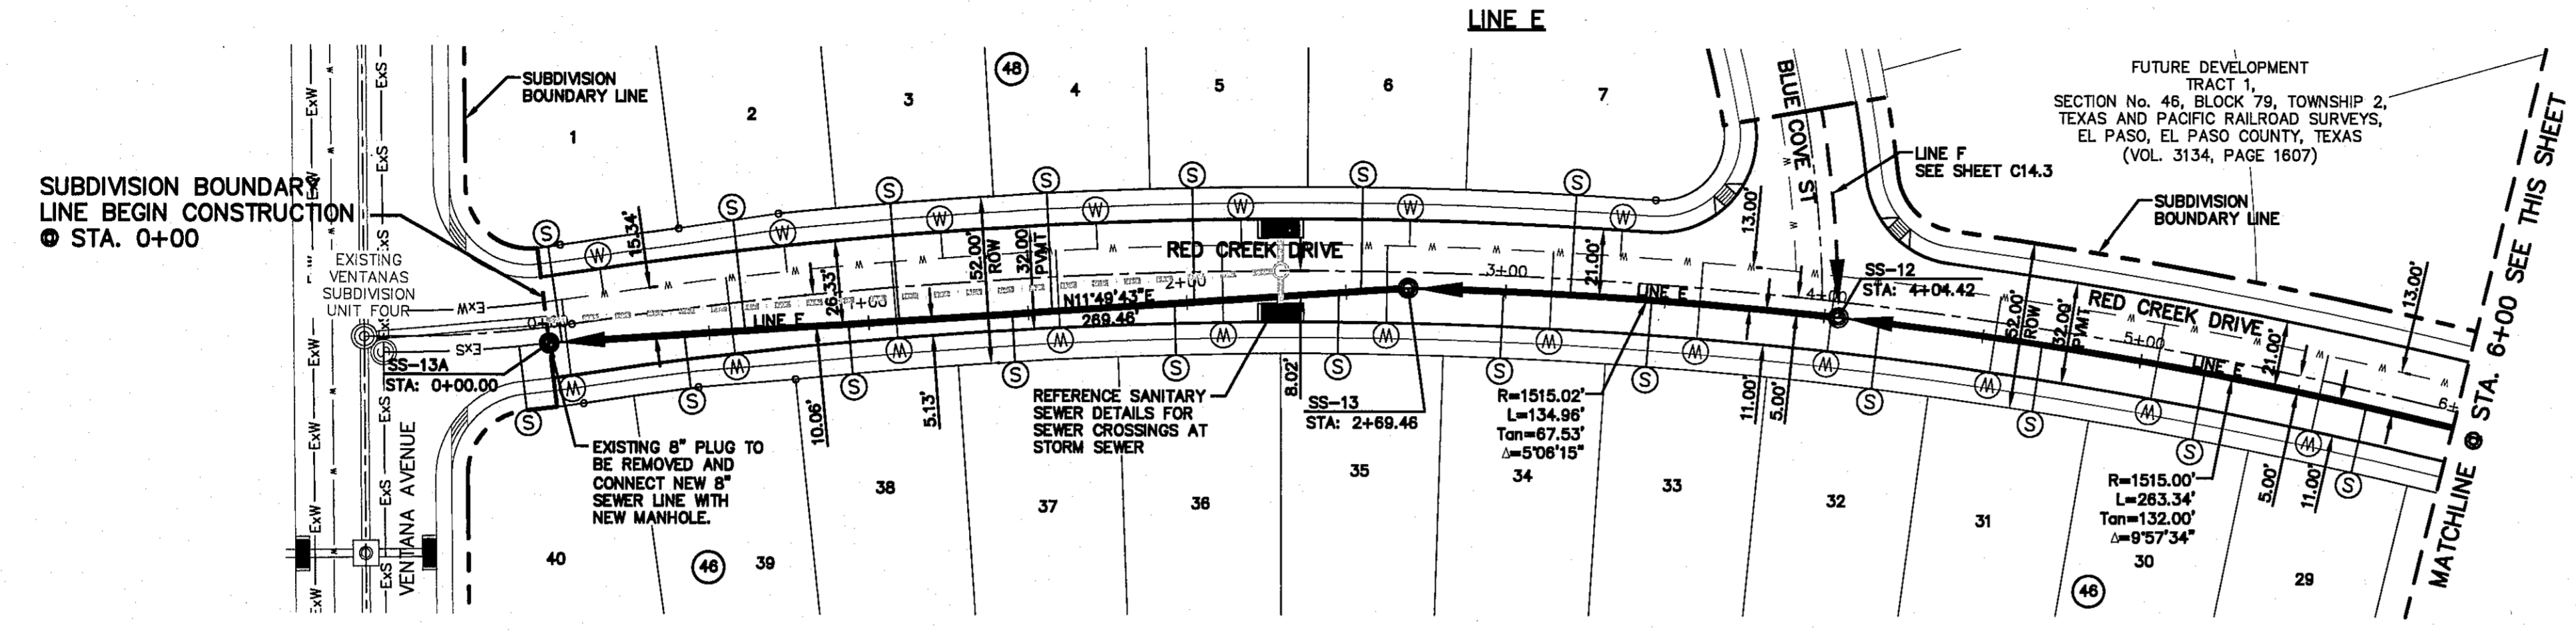 LINE E
SUBDIVISION
BOUNDARY LINE
1
2
3
48
4
5
6
7
BLUE COVE ST
FUTURE DEVELOPMENT
TRACT 1,
SECTION No. 46, BLOCK 79, TOWNSHIP 2,
TEXAS AND PACIFIC RAILROAD SURVEYS,
EL PASO, EL PASO COUNTY, TEXAS
(VOL. 3134, PAGE 1607)
LINE F
SEE SHEET C14.3
SUBDIVISION
BOUNDARY LINE
MATCHLINE @ STA. 6+00 SEE THIS SHEET
SUBDIVISION BOUNDARY
LINE BEGIN CONSTRUCTION
@ STA. 0+00
EXISTING
VENTANAS
SUBDIVISION
UNIT FOUR
ExW
ExS
ExW
ExS
VENTANA AVENUE
15.34'
26.33'
52.00'
ROW
32.00
PVMT
RED CREEK DRIVE
2+00
N11°49'43"E
269.46'
LINE E
3+00
21.00'
LINE E
13.00'
4+00
SS-12
STA: 4+04.42
52.00'
ROW
32.00'
PVMT
RED CREEK DRIVE
5+00
LINE E
21.00'
13.00'
6+
SS-13A
STA: 0+00.00
EXISTING 8" PLUG TO
BE REMOVED AND
CONNECT NEW 8"
SEWER LINE WITH
NEW MANHOLE.
10.06'
5.13'
REFERENCE SANITARY
SEWER DETAILS FOR
SEWER CROSSINGS AT
STORM SEWER
8.02'
SS-13
STA: 2+69.46
R=1515.02'
L=134.96'
Tan=67.53'
Δ=5°06'15"
11.00'
5.00'
R=1515.00'
L=263.34'
Tan=132.00'
Δ=9°57'34"
5.00'
11.00'
40
46
39
38
37
36
35
34
33
32
31
30
46
29